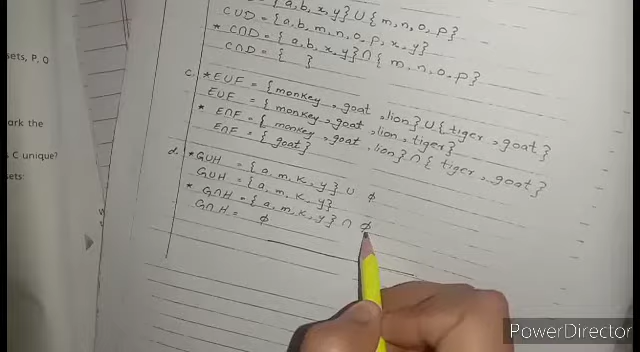 = {a, b, x, y} ∪ {m, n, o, p}
C∪D = {a, b, m, n, o, p, x, y}
* C∩D = {a, b, x, y} ∩ {m, n, o, p}
C∩D = { }
c. * E∪F = {monkey, goat, lion} ∪ {tiger, goat}
E∪F = {monkey, goat, lion, tiger}
* E∩F = {monkey, goat, lion} ∩ {tiger, goat}
E∩F = {goat}
d. * G∪H = {a, m, k, y} ∪ ϕ
G∪H = {a, m, k, y}
* G∩H = {a, m, k, y} ∩ ϕ
G∩H = ϕ
sets, P, Q
ark the
C unique?
ets:
PowerDirector